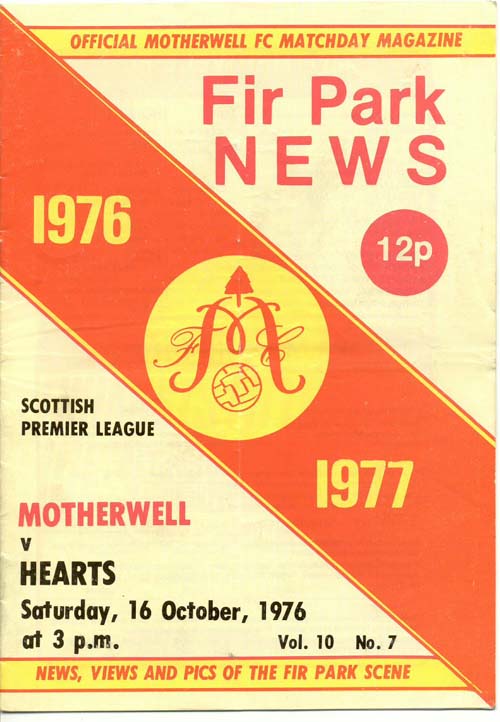 OFFICIAL MOTHERWELL FC MATCHDAY MAGAZINE
Fir Park
NEWS
1976
12p
F M C
SCOTTISH
PREMIER LEAGUE
1977
MOTHERWELL
v
HEARTS
Saturday, 16 October, 1976
at 3 p.m.
Vol. 10 No. 7
NEWS, VIEWS AND PICS OF THE FIR PARK SCENE